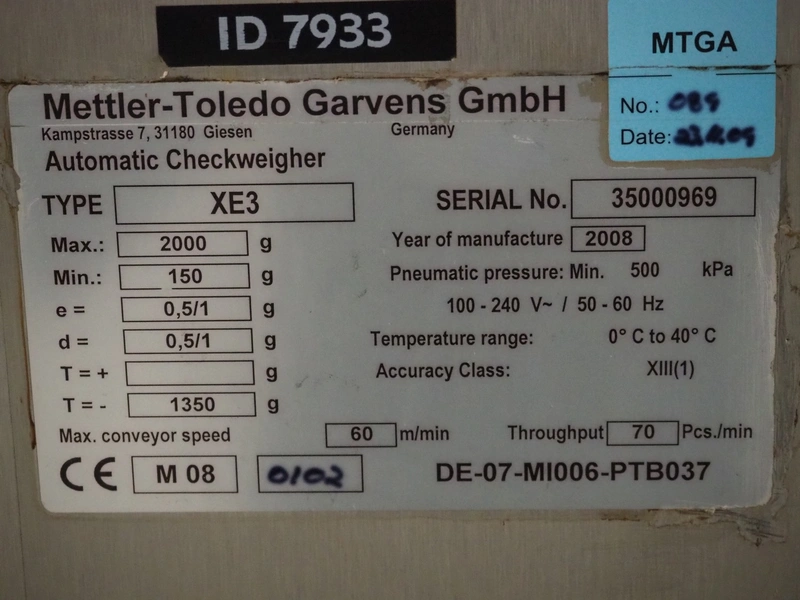 ID 7933
MTGA
No.: 089
Date:
Mettler-Toledo Garvens GmbH
Kampstrasse 7, 31180 Giesen Germany
Automatic Checkweigher
TYPE XE3 SERIAL No. 35000969
Max.: 2000 g Year of manufacture 2008
Min.: 150 g Pneumatic pressure: Min. 500 kPa
e = 0,5/1 g 100 - 240 V~ / 50 - 60 Hz
d = 0,5/1 g Temperature range: 0° C to 40° C
T = + g Accuracy Class: XIII(1)
T = - 1350 g
Max. conveyor speed 60 m/min Throughput 70 Pcs./min
CE M 08 0102 DE-07-MI006-PTB037